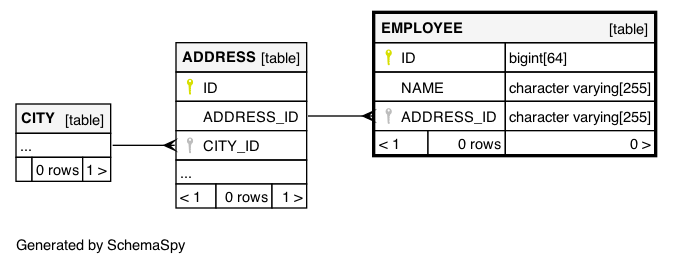 CITY [table]
...
0 rows 1 >
ADDRESS [table]
ID
ADDRESS_ID
CITY_ID
...
< 1 0 rows 1 >
EMPLOYEE [table]
ID bigint[64]
NAME character varying[255]
ADDRESS_ID character varying[255]
< 1 0 rows 0 >
Generated by SchemaSpy